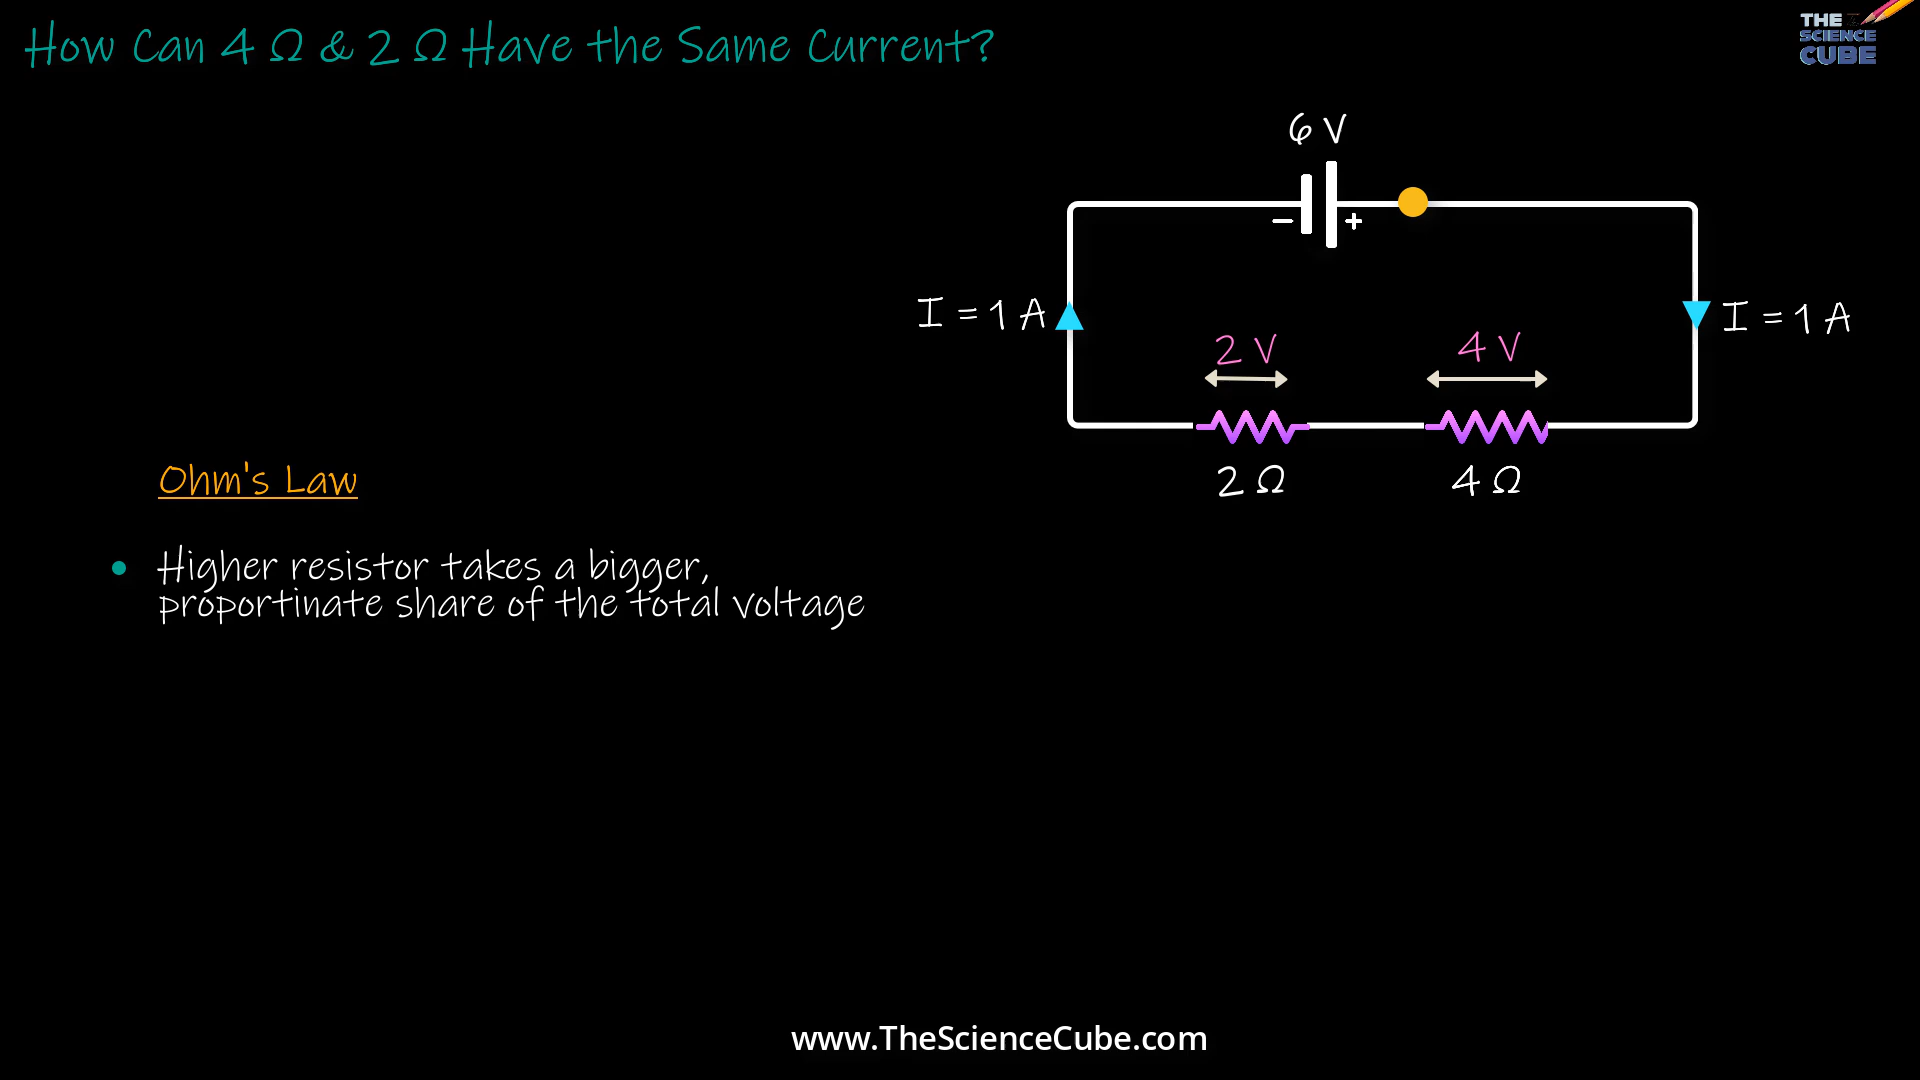 How Can 4 Ω & 2 Ω Have the Same Current?
THE
SCIENCE
CUBE
6 V
− +
I = 1 A
I = 1 A
2 V
4 V
2 Ω
4 Ω
Ohm's Law
• Higher resistor takes a bigger,
proportinate share of the total voltage
www.TheScienceCube.com